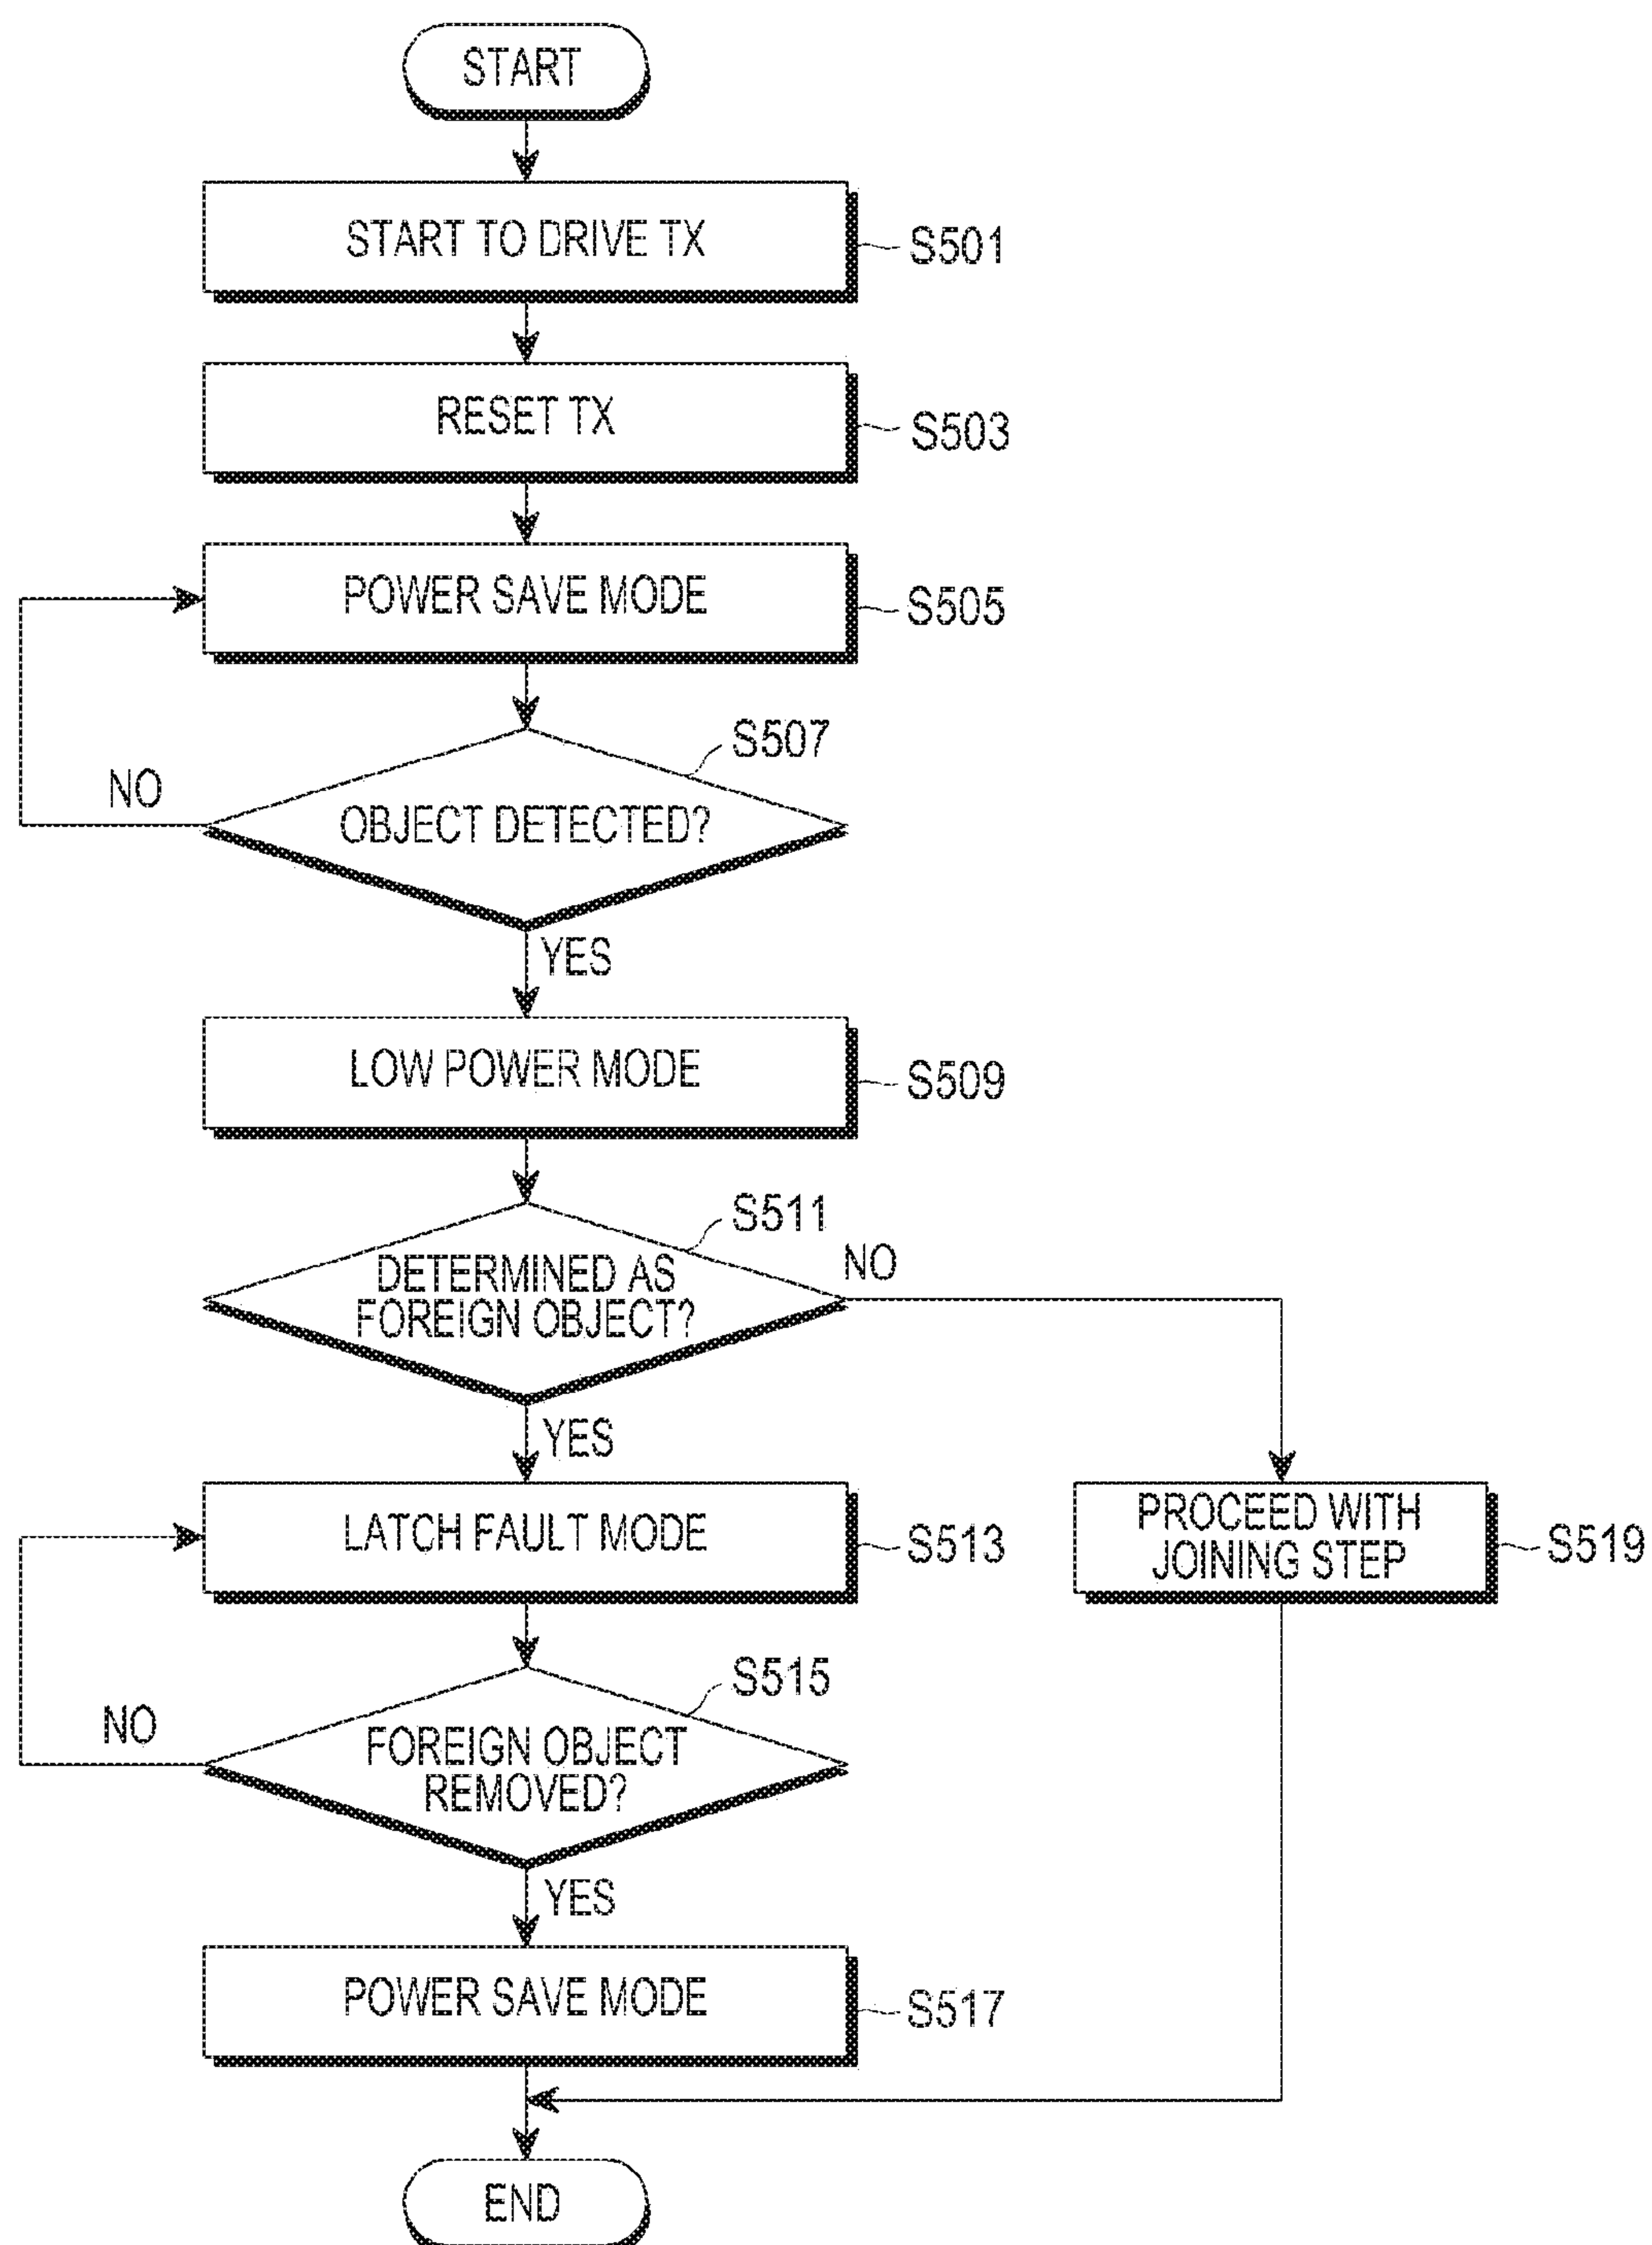 START
START TO DRIVE TX
S501
RESET TX
S503
POWER SAVE MODE
S505
S507
NO
OBJECT DETECTED?
YES
LOW POWER MODE
S509
S511
NO
DETERMINED AS
FOREIGN OBJECT?
YES
LATCH FAULT MODE
S513
PROCEED WITH
JOINING STEP
S519
S515
NO
FOREIGN OBJECT
REMOVED?
YES
POWER SAVE MODE
S517
END